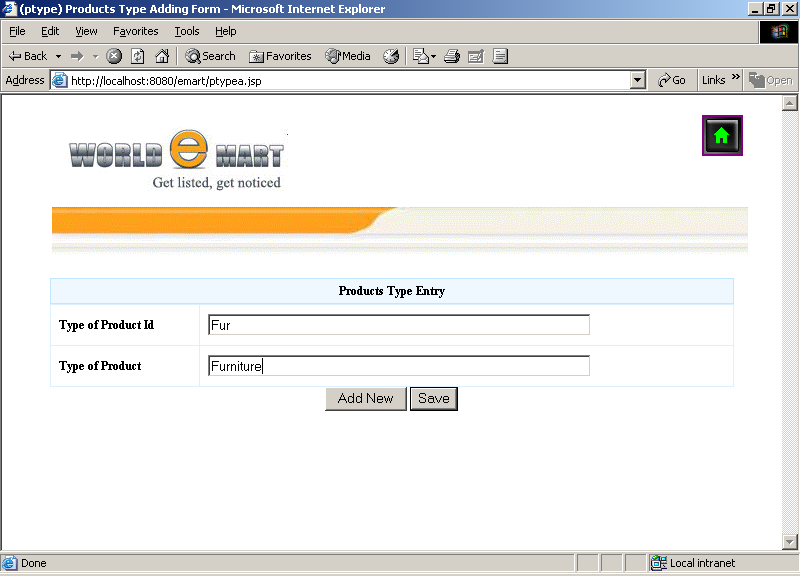 (ptype) Products Type Adding Form - Microsoft Internet Explorer
File Edit View Favorites Tools Help
Back Search Favorites Media
Address http://localhost:8080/emart/ptypea.jsp Go Links » Open
WORLD e MART
Get listed, get noticed
Products Type Entry
Type of Product Id Fur
Type of Product Furniture
Add New Save
Done Local intranet